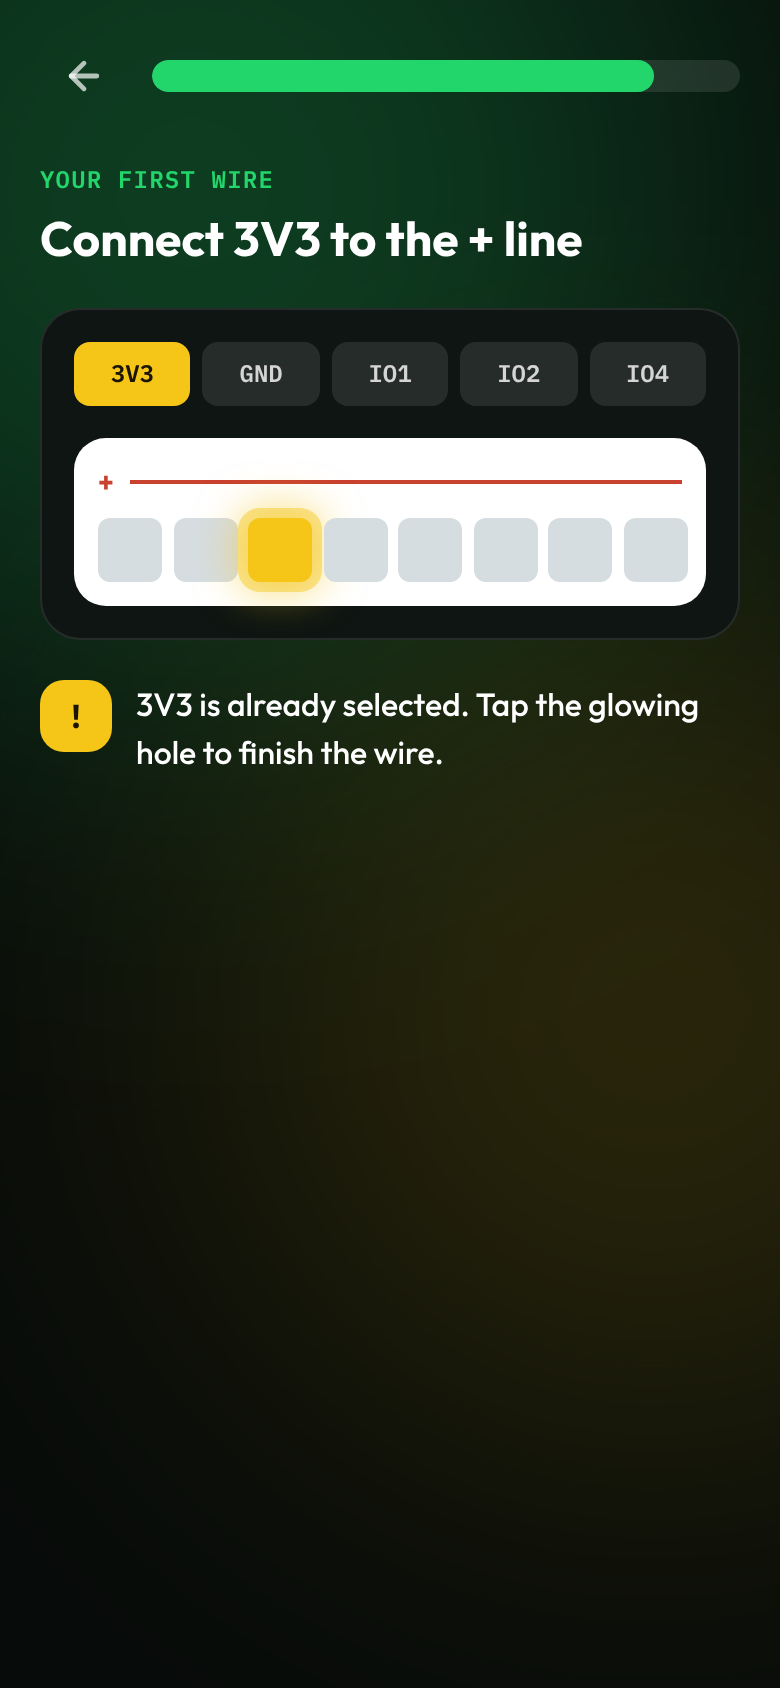 YOUR FIRST WIRE
Connect 3V3 to the + line
3V3 GND IO1 IO2 IO4
+
!
3V3 is already selected. Tap the glowing
hole to finish the wire.